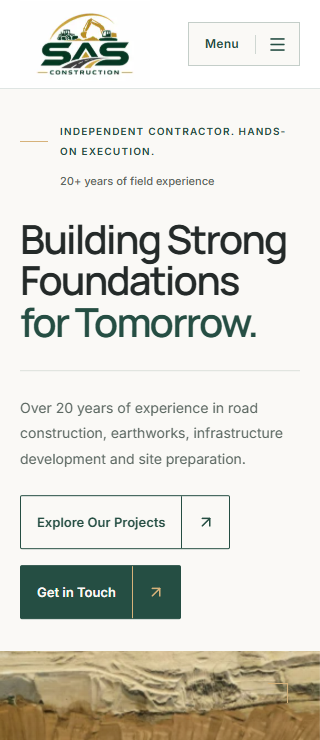 SAS
CONSTRUCTION
Menu
INDEPENDENT CONTRACTOR. HANDS-
ON EXECUTION.
20+ years of field experience
Building Strong
Foundations
for Tomorrow.
Over 20 years of experience in road
construction, earthworks, infrastructure
development and site preparation.
Explore Our Projects
Get in Touch